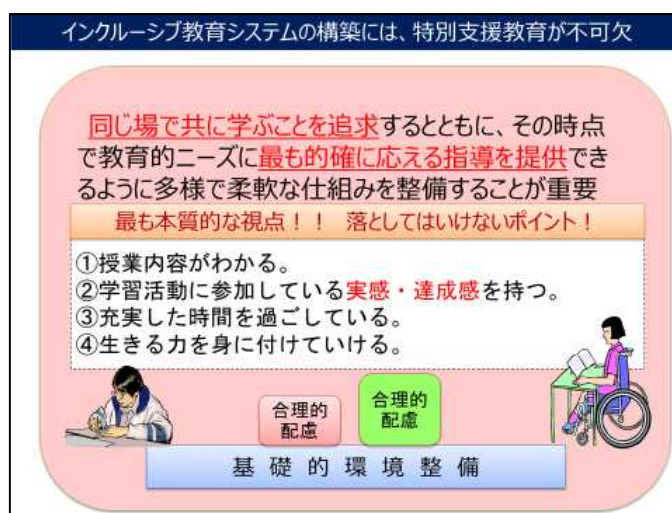 インクルーシブ教育システムの構築には、特別支援教育が不可欠
同じ場で共に学ぶことを追求するとともに、その時点
で教育的ニーズに最も的確に応える指導を提供でき
るように多様で柔軟な仕組みを整備することが重要
最も本質的な視点！！　落としてはいけないポイント！
①授業内容がわかる。
②学習活動に参加している実感・達成感を持つ。
③充実した時間を過ごしている。
④生きる力を身に付けていける。
合理的
配慮
合理的
配慮
基礎的環境整備